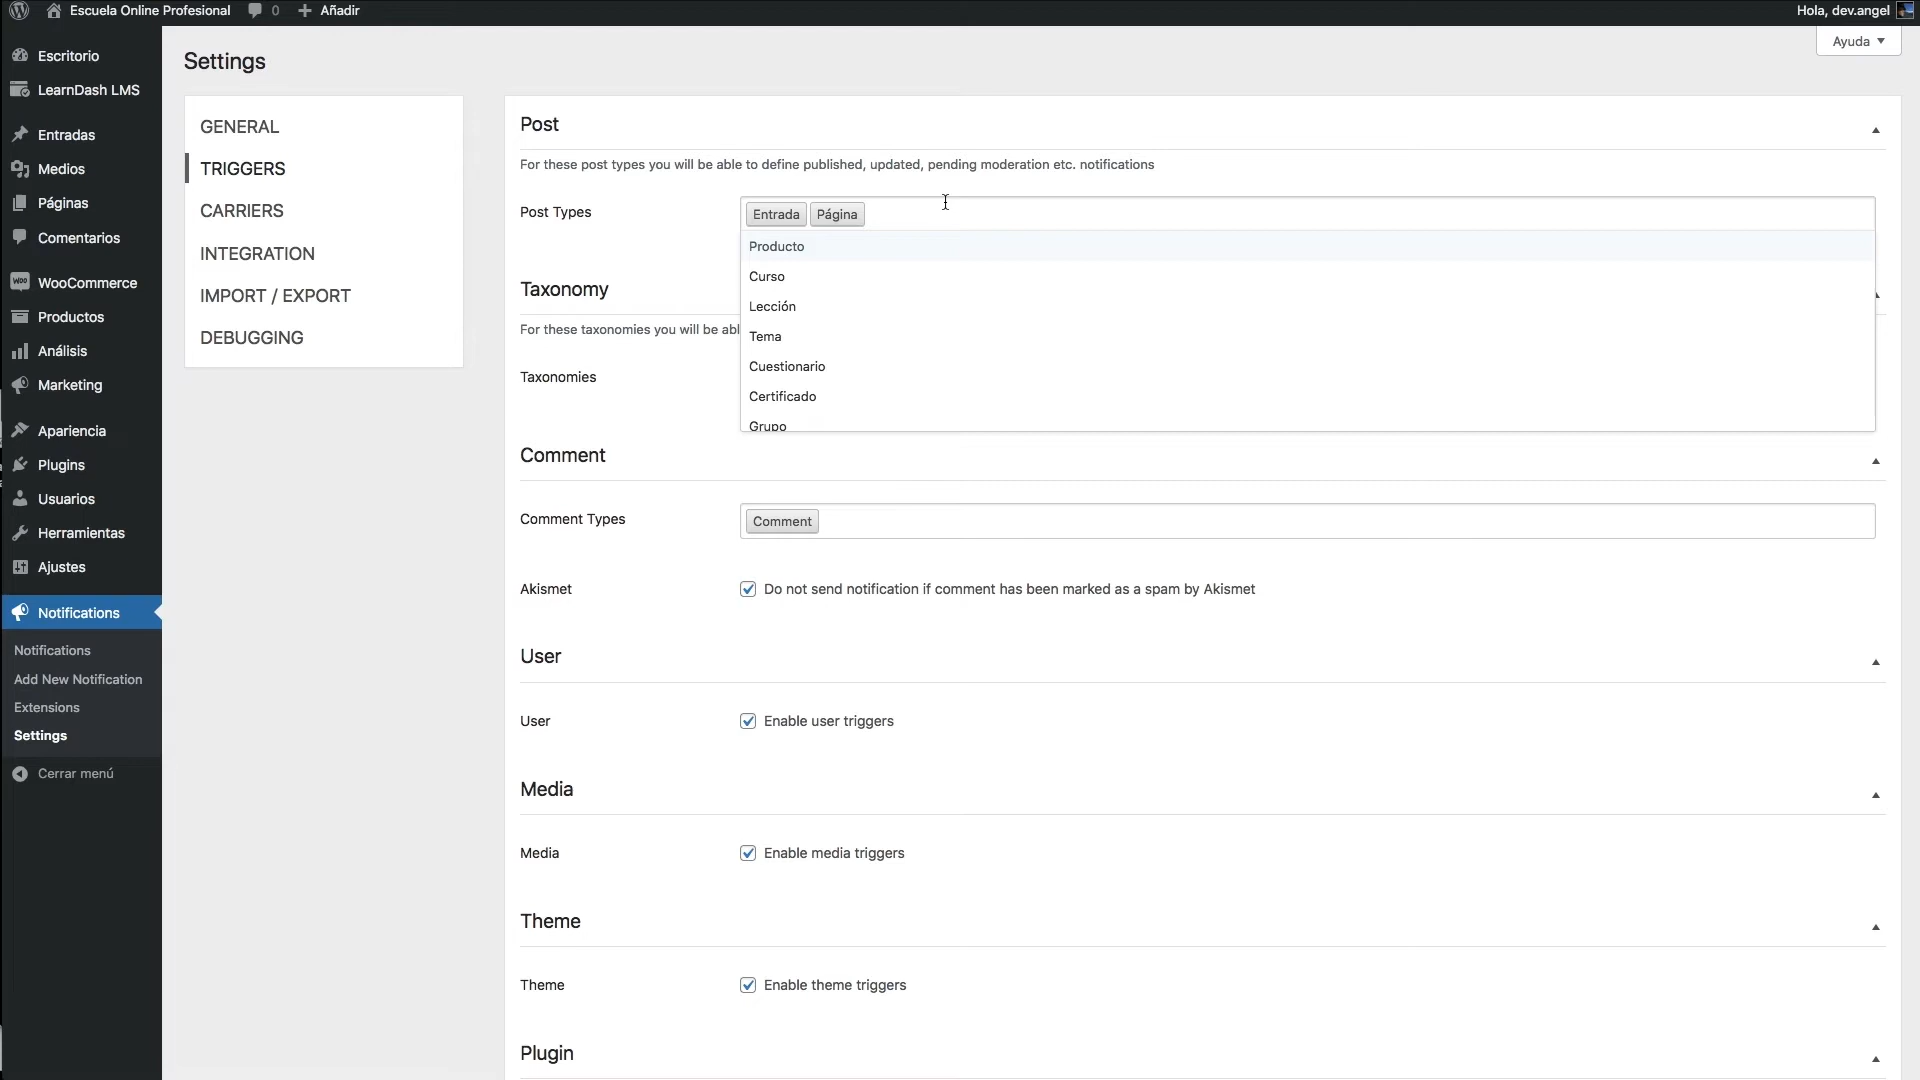 Escuela Online Profesional
0
Añadir
Hola, dev.angel
Ayuda
Escritorio
LearnDash LMS
Entradas
Medios
Páginas
Comentarios
WooCommerce
Productos
Análisis
Marketing
Apariencia
Plugins
Usuarios
Herramientas
Ajustes
Notifications
Notifications
Add New Notification
Extensions
Settings
Cerrar menú
Settings
GENERAL
TRIGGERS
CARRIERS
INTEGRATION
IMPORT / EXPORT
DEBUGGING
Post
For these post types you will be able to define published, updated, pending moderation etc. notifications
Post Types
Entrada Página
Producto
Curso
Lección
Tema
Cuestionario
Certificado
Grupo
Taxonomy
For these taxonomies you will be abl
Taxonomies
Comment
Comment Types
Comment
Akismet
Do not send notification if comment has been marked as a spam by Akismet
User
User
Enable user triggers
Media
Media
Enable media triggers
Theme
Theme
Enable theme triggers
Plugin